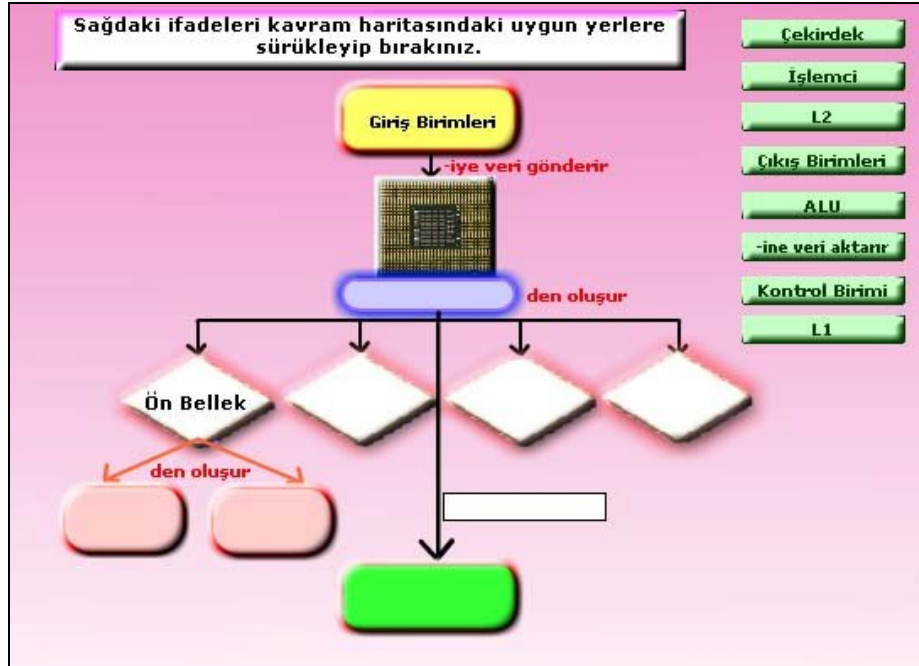 Sağdaki ifadeleri kavram haritasındaki uygun yerlere
sürükleyip bırakınız.
Çekirdek
İşlemci
L2
Çıkış Birimleri
ALU
-ine veri aktarır
Kontrol Birimi
L1
Giriş Birimleri
-iye veri gönderir
den oluşur
Ön Bellek
den oluşur